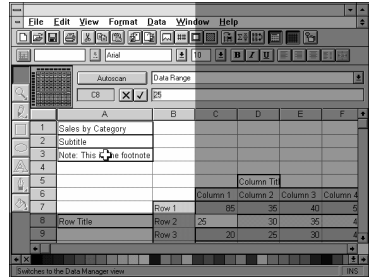 File Edit View Format Data Window Help
Arial 10 B I U
Autoscan Data Range
C8 25
A B C D E F
1 Sales by Category
2 Subtitle
3 Note: This the footnote
4
5 Column Titl
6 Column 1 Column 2 Column 3 Column 4
7 Row 1 85 35 40 5
8 Row Title Row 2 25 30 35 4
9 Row 3 20 25 30 4
Switches to the Data Manager view INS